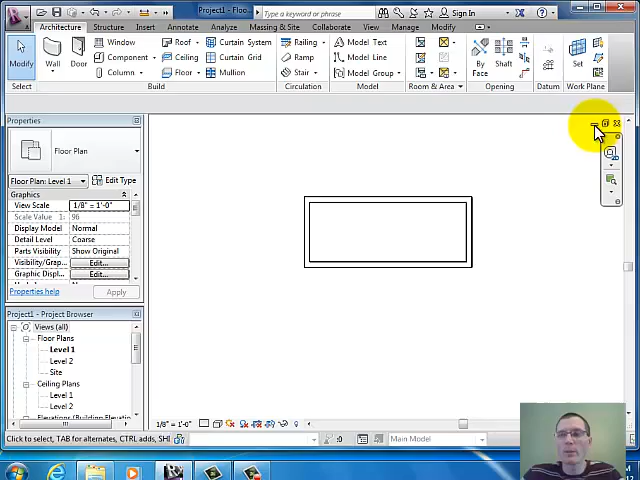 Project1 - Floo...
Sign In
Architecture Structure Insert Annotate Analyze Massing & Site Collaborate View Manage Modify
Modify
Wall
Door
Window
Component
Column
Roof
Ceiling
Floor
Curtain System
Curtain Grid
Mullion
Railing
Ramp
Stair
Model Text
Model Line
Model Group
By Face
Shaft
Set
Select Build Circulation Model Room & Area Opening Datum Work Plane
Properties
Floor Plan
Floor Plan: Level 1 Edit Type
Graphics
View Scale 1/8" = 1'-0"
Scale Value 1: 96
Display Model Normal
Detail Level Coarse
Parts Visibility Show Original
Visibility/Grap... Edit...
Graphic Displ... Edit...
Properties help Apply
Project1 - Project Browser
Views (all)
Floor Plans
Level 1
Level 2
Site
Ceiling Plans
Level 1
Level 2
Elevations (Building Elevatio
1/8" = 1'-0"
Click to select, TAB for alternates, CTRL adds, SHI
:0
Main Model